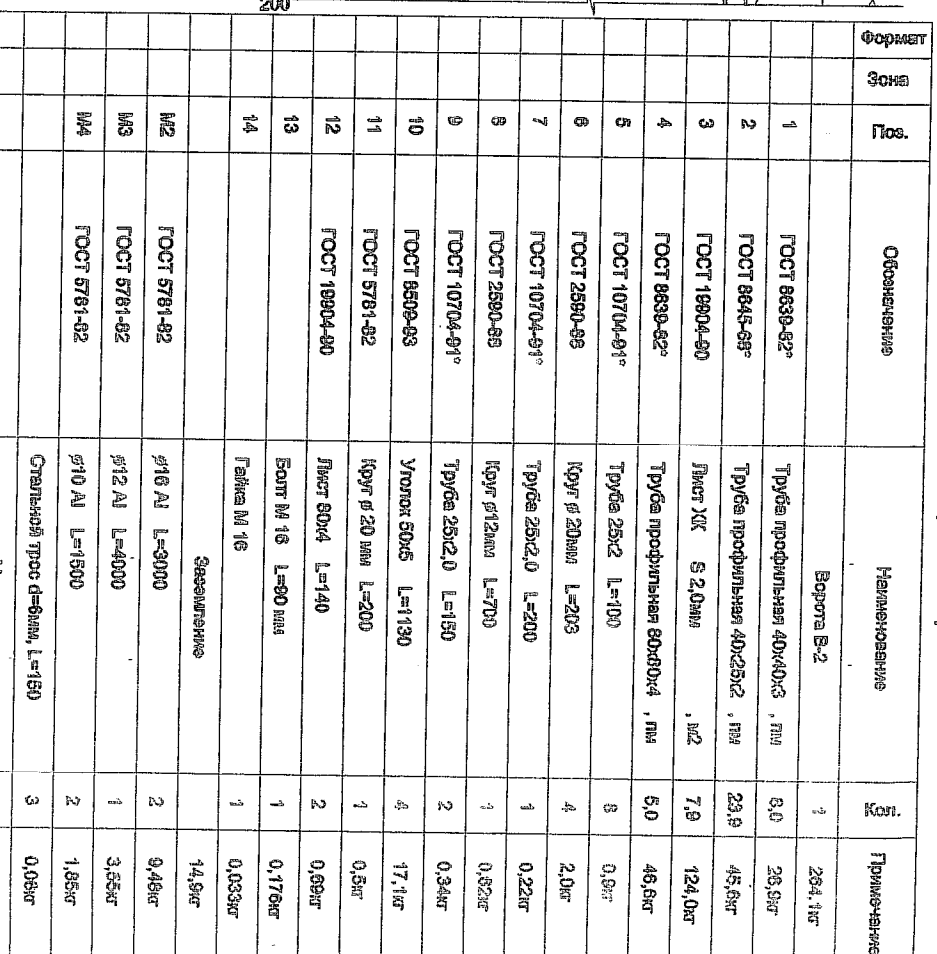 200
Формат Зона Поз. Обозначение Наименование Кол. Примечание
Ворота В-2 1 264,1кг
1 ГОСТ 8639-82° Труба профильная 40х40х3 , пм 8,0 26,9кг
2 ГОСТ 8645-68° Труба профильная 40х25х2 , пм 23,9 45,6кг
3 ГОСТ 19904-90 Лист ХК S 2,0мм , м2 7,9 124,0кг
4 ГОСТ 8639-82° Труба профильная 80х80х4 , пм 5,0 46,6кг
5 ГОСТ 10704-91° Труба 25х2 L=100 8 0,9кг
6 ГОСТ 2590-88 Круг ø 20мм L=203 4 2,0кг
7 ГОСТ 10704-91° Труба 25х2,0 L=200 1 0,22кг
8 ГОСТ 2590-88 Круг ø12мм L=700 1 0,62кг
9 ГОСТ 10704-91° Труба 25х2,0 L=150 2 0,34кг
10 ГОСТ 8509-93 Уголок 50х5 L=1130 4 17,1кг
11 ГОСТ 5781-82 Круг ø 20 мм L=200 1 0,5кг
12 ГОСТ 19904-90 Лист 80х4 L=140 2 0,69кг
13 Болт М 16 L=90 мм 1 0,176кг
14 Гайка М 16 1 0,033кг
Заземление 14,9кг
М2 ГОСТ 5781-82 ø16 АI L=3000 2 9,48кг
М3 ГОСТ 5781-82 ø12 АI L=4000 1 3,55кг
М4 ГОСТ 5781-82 ø10 АI L=1500 2 1,85кг
Стальной трос d=6мм, L=150 3 0,06кг